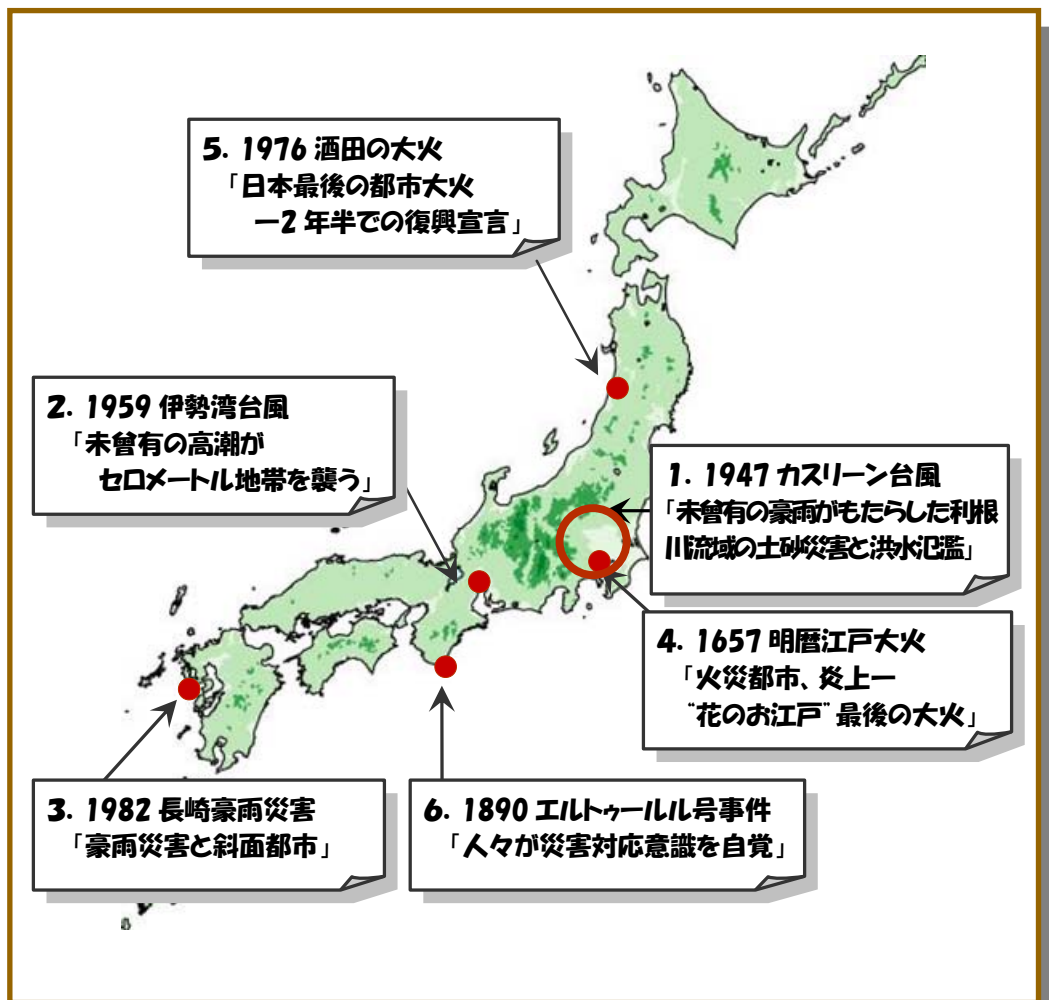 5. 1976 酒田の大火
「日本最後の都市大火
ー2年半での復興宣言」
2. 1959 伊勢湾台風
「未曾有の高潮が
セロメートル地帯を襲う」
1. 1947 カスリーン台風
「未曾有の豪雨がもたらした利根
川流域の土砂災害と洪水氾濫」
4. 1657 明暦江戸大火
「火災都市、炎上ー
“花のお江戸”最後の大火」
3. 1982 長崎豪雨災害
「豪雨災害と斜面都市」
6. 1890 エルトゥールル号事件
「人々が災害対応意識を自覚」